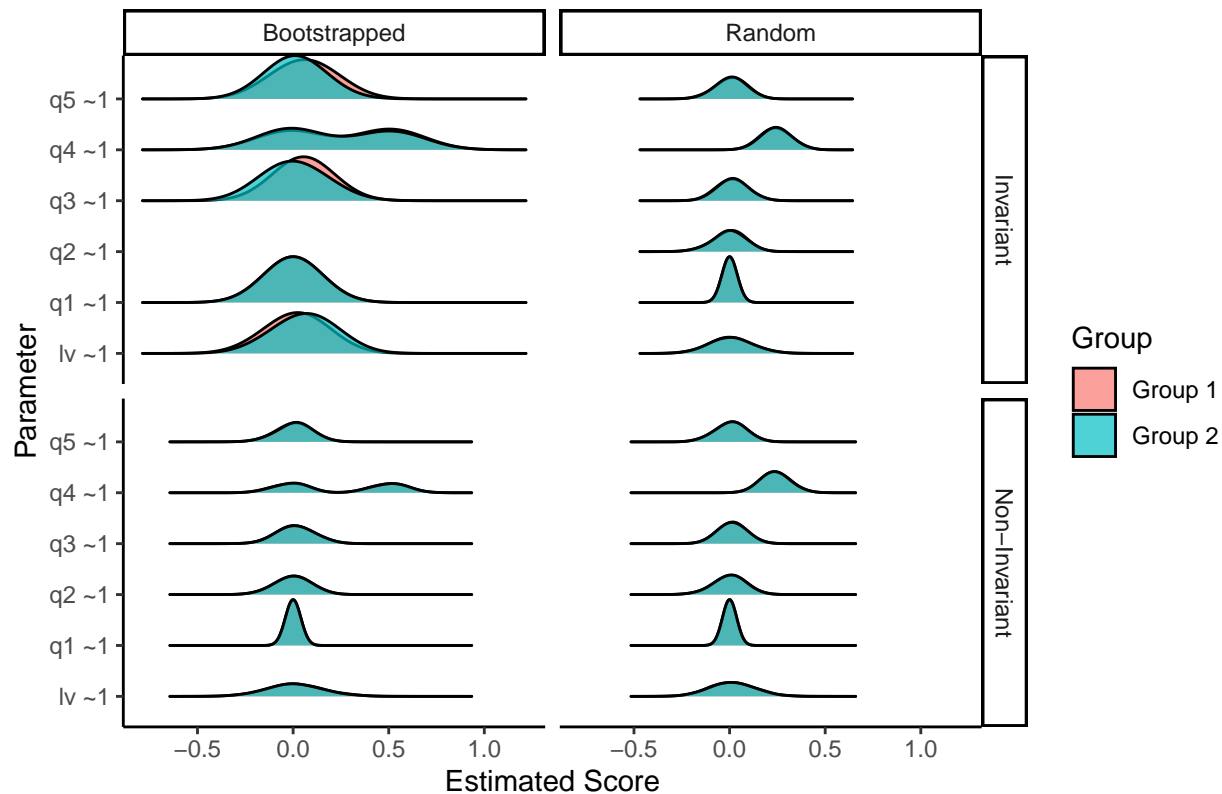 Bootstrapped
Random
q5 ~1
q4 ~1
q3 ~1
q2 ~1
q1 ~1
lv ~1
Invariant
q5 ~1
q4 ~1
q3 ~1
q2 ~1
q1 ~1
lv ~1
Non−Invariant
Parameter
−0.5 0.0 0.5 1.0
−0.5 0.0 0.5 1.0
Estimated Score
Group
Group 1
Group 2